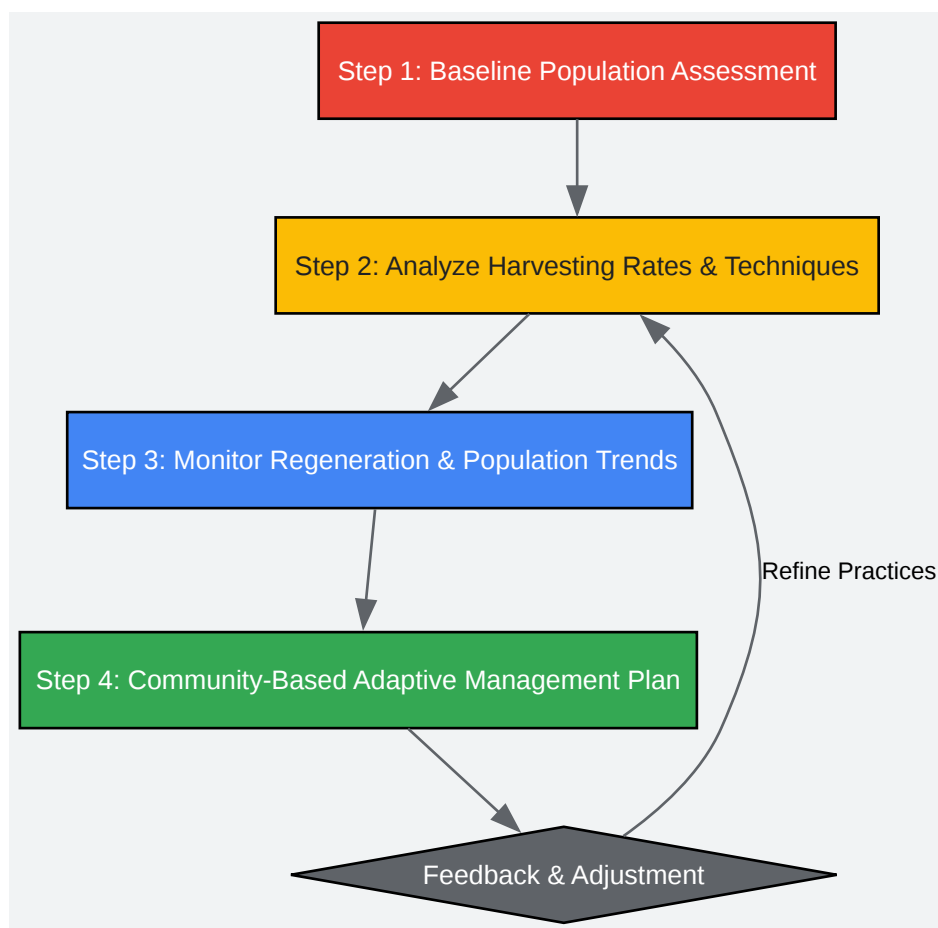 Step 1: Baseline Population Assessment
Step 2: Analyze Harvesting Rates & Techniques
Step 3: Monitor Regeneration & Population Trends
Refine Practices
Step 4: Community-Based Adaptive Management Plan
Feedback & Adjustment